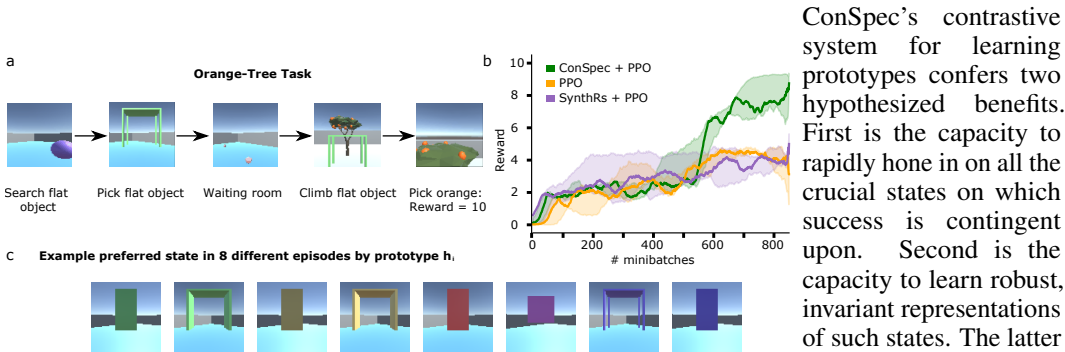 a
Orange-Tree Task
Search flat
object
Pick flat object
Waiting room
Climb flat object
Pick orange:
Reward = 10
b
10
8
6
4
2
0
Reward
ConSpec + PPO
PPO
SynthRs + PPO
0
200
400
600
800
# minibatches
c
Example preferred state in 8 different episodes by prototype hᵢ
ConSpec's contrastive
system for learning
prototypes confers two
hypothesized benefits.
First is the capacity to
rapidly hone in on all the
crucial states on which
success is contingent
upon. Second is the
capacity to learn robust,
invariant representations
of such states. The latter